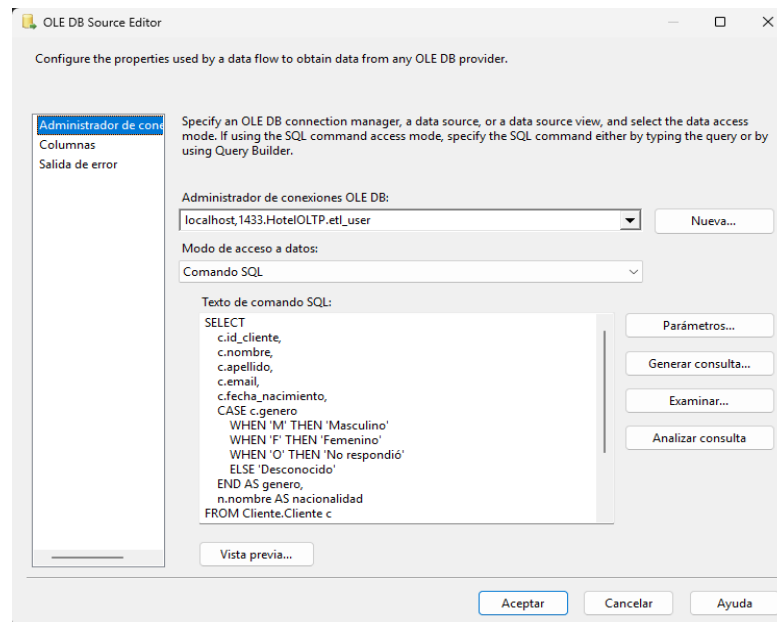 OLE DB Source Editor
Configure the properties used by a data flow to obtain data from any OLE DB provider.
Administrador de cone
Columnas
Salida de error
Specify an OLE DB connection manager, a data source, or a data source view, and select the data access
mode. If using the SQL command access mode, specify the SQL command either by typing the query or by
using Query Builder.
Administrador de conexiones OLE DB:
localhost,1433.HotelOLTP.etl_user
Nueva...
Modo de acceso a datos:
Comando SQL
Texto de comando SQL:
SELECT
c.id_cliente,
c.nombre,
c.apellido,
c.email,
c.fecha_nacimiento,
CASE c.genero
WHEN 'M' THEN 'Masculino'
WHEN 'F' THEN 'Femenino'
WHEN 'O' THEN 'No respondió'
ELSE 'Desconocido'
END AS genero,
n.nombre AS nacionalidad
FROM Cliente.Cliente c
Parámetros...
Generar consulta...
Examinar...
Analizar consulta
Vista previa...
Aceptar
Cancelar
Ayuda